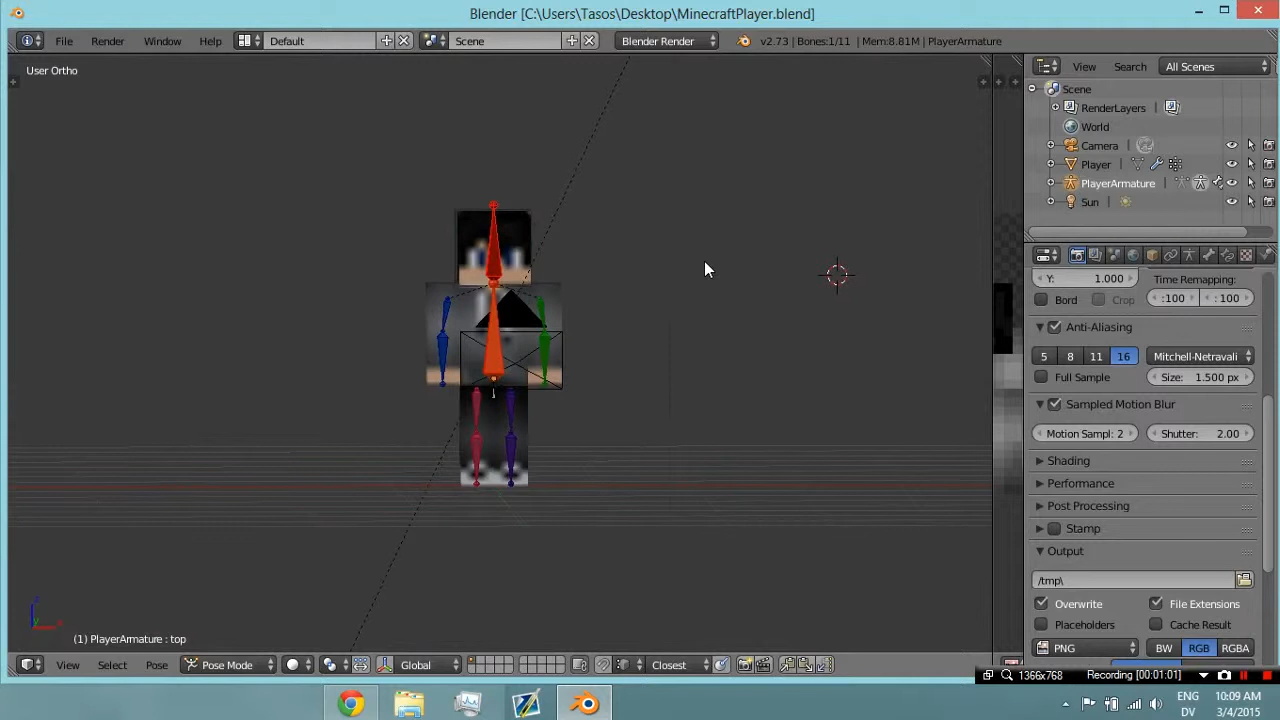 Blender [C:\Users\Tasos\Desktop\MinecraftPlayer.blend]
File Render Window Help Default Scene Blender Render v2.73 | Bones:1/11 | Mem:8.81M | PlayerArmature
User Ortho
View Search All Scenes
Scene
RenderLayers
World
Camera
Player
PlayerArmature
Sun
Y: 1.000
Time Remapping:
Bord Crop :100 : 100
Anti-Aliasing
5 8 11 16 Mitchell-Netravali
Full Sample Size: 1.500 px
Sampled Motion Blur
Motion Sampl: 2 Shutter: 2.00
Shading
Performance
Post Processing
Stamp
Output
/tmp\
Overwrite File Extensions
Placeholders Cache Result
PNG BW RGB RGBA
(1) PlayerArmature : top
View Select Pose Pose Mode Global Closest
1366x768 Recording [00:01:01]
ENG
DV
10:09 AM
3/4/2015